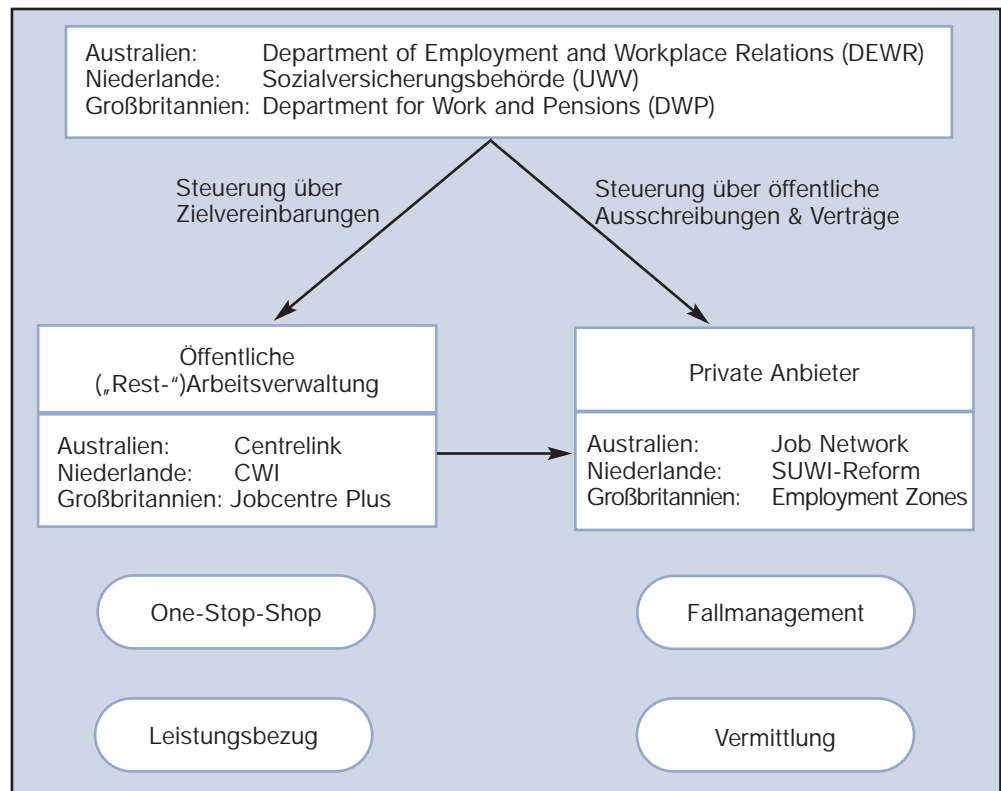 Australien: Department of Employment and Workplace Relations (DEWR)
Niederlande: Sozialversicherungsbehörde (UWV)
Großbritannien: Department for Work and Pensions (DWP)
Steuerung über
Zielvereinbarungen
Steuerung über öffentliche
Ausschreibungen & Verträge
Öffentliche
(„Rest-“)Arbeitsverwaltung
Australien: Centrelink
Niederlande: CWI
Großbritannien: Jobcentre Plus
Private Anbieter
Australien: Job Network
Niederlande: SUWI-Reform
Großbritannien: Employment Zones
One-Stop-Shop
Fallmanagement
Leistungsbezug
Vermittlung